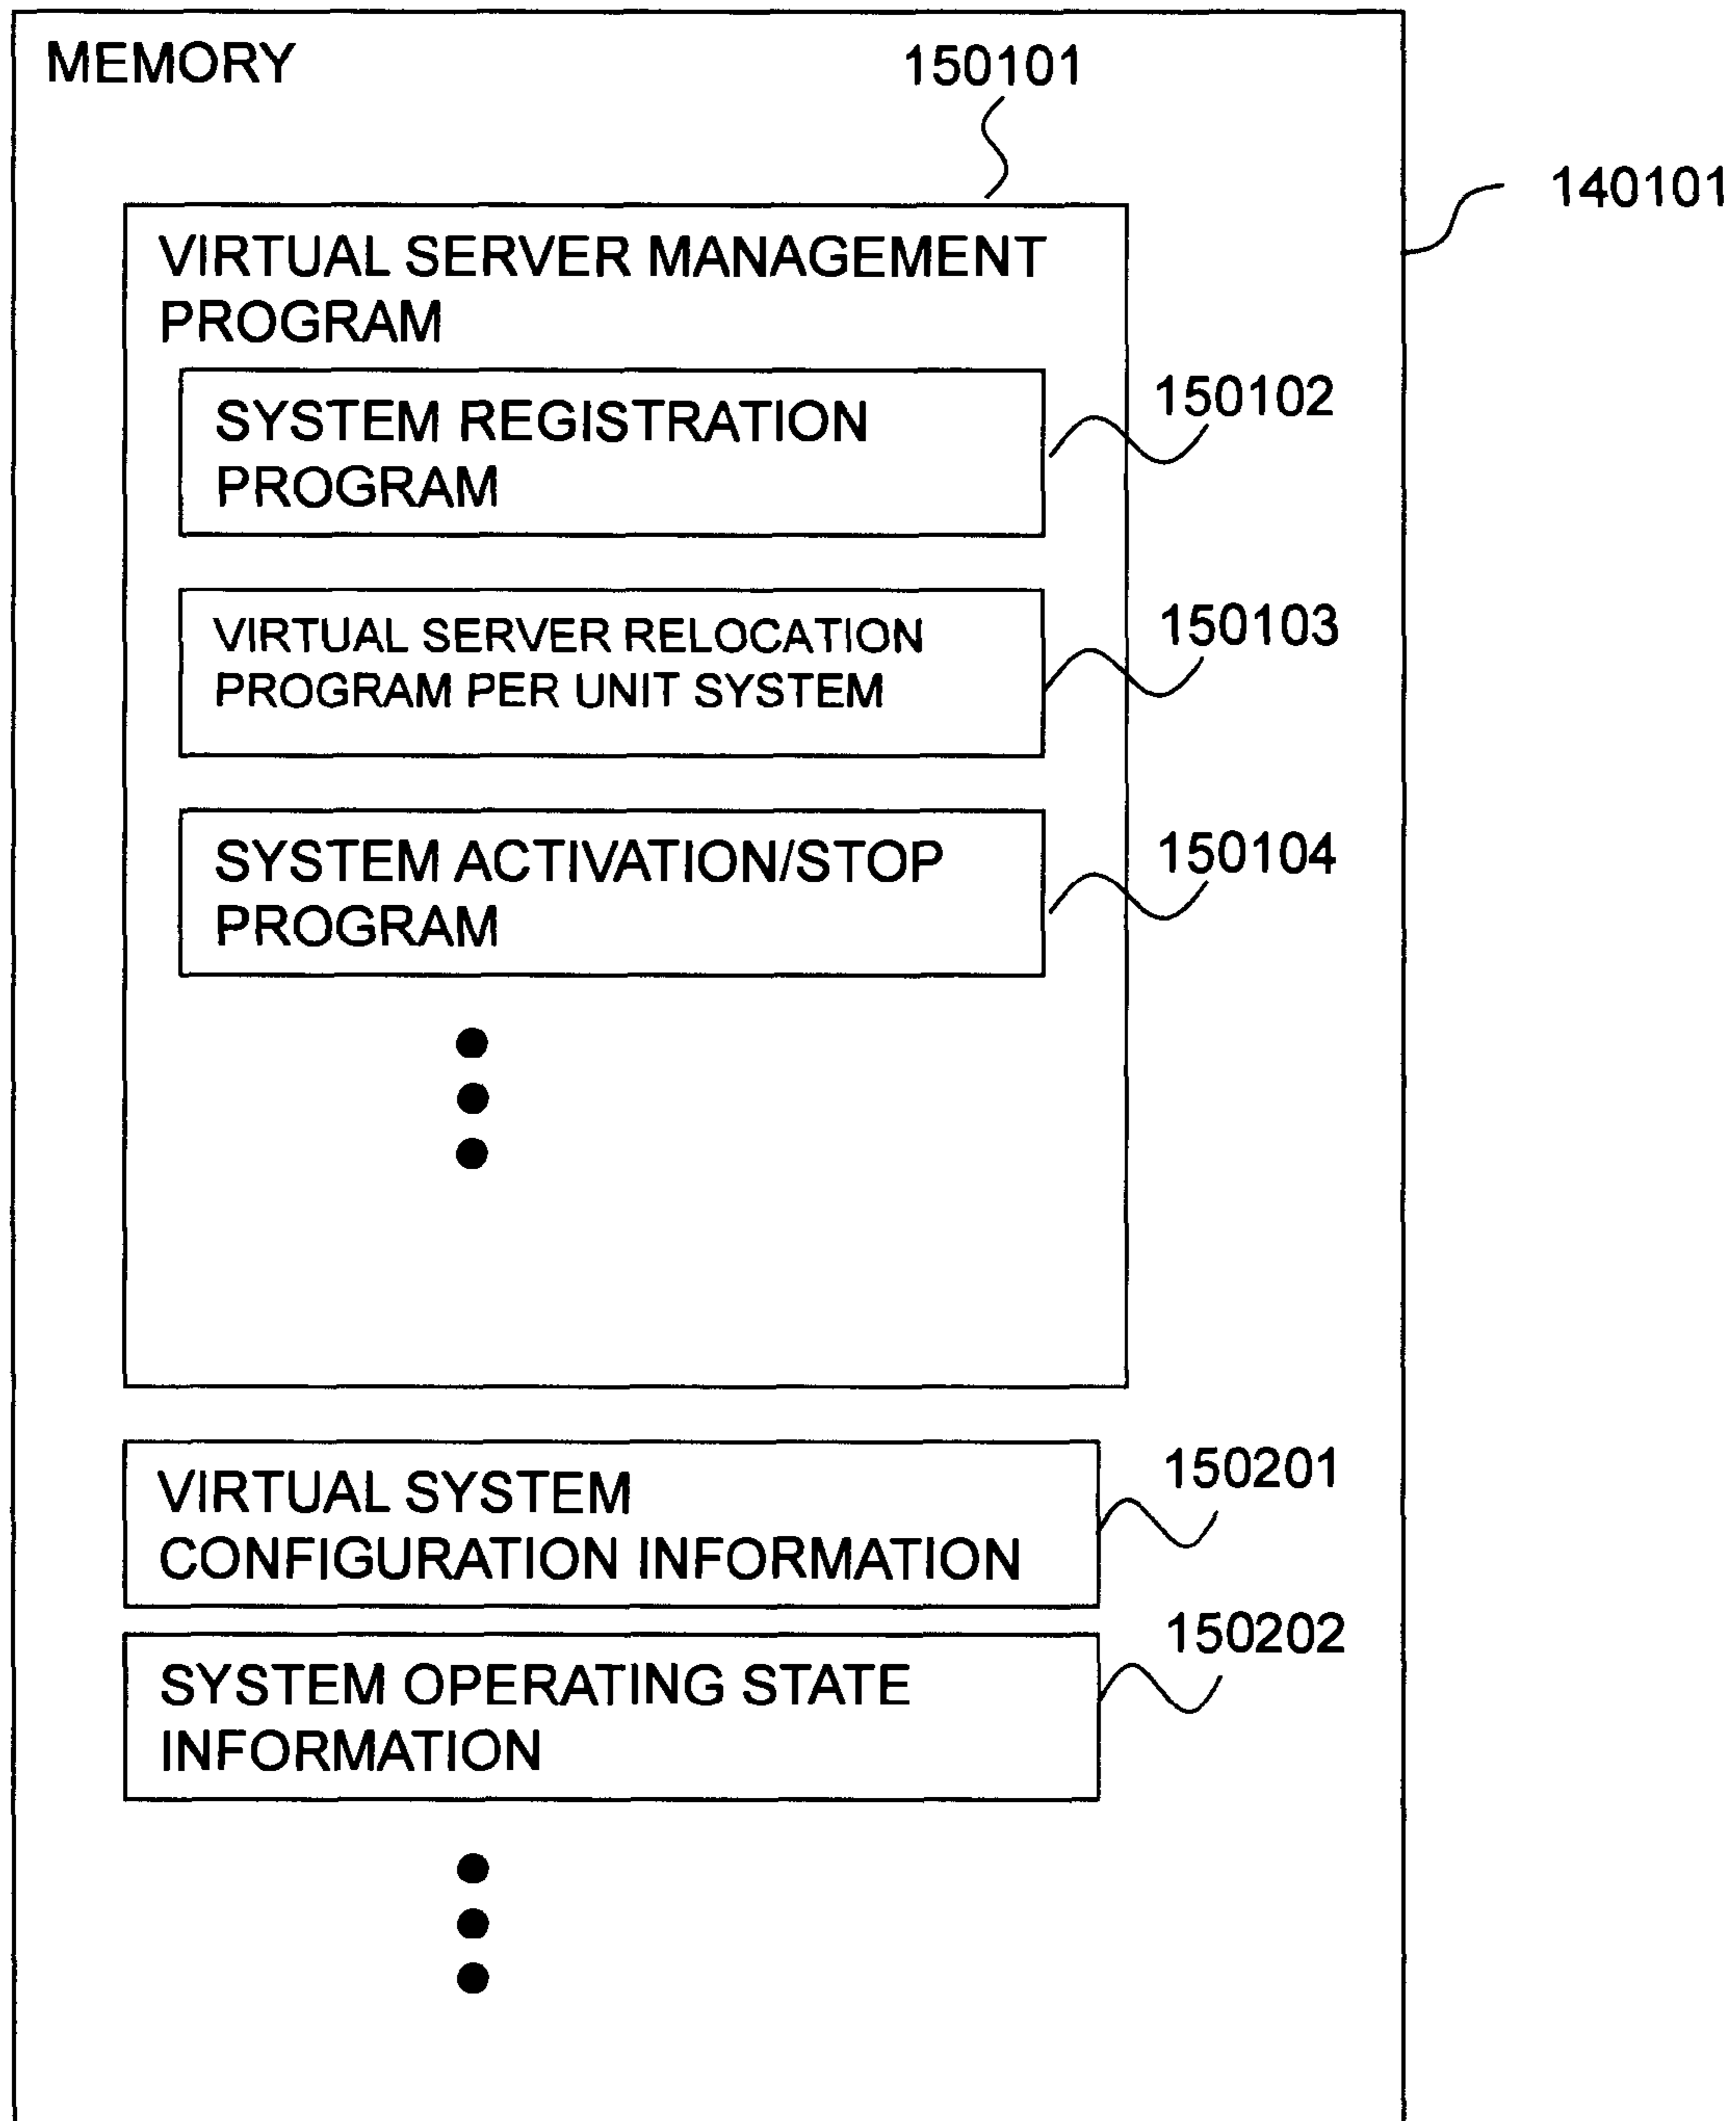 MEMORY
150101
140101
VIRTUAL SERVER MANAGEMENT
PROGRAM
150102
SYSTEM REGISTRATION
PROGRAM
150103
VIRTUAL SERVER RELOCATION
PROGRAM PER UNIT SYSTEM
150104
SYSTEM ACTIVATION/STOP
PROGRAM
150201
VIRTUAL SYSTEM
CONFIGURATION INFORMATION
150202
SYSTEM OPERATING STATE
INFORMATION